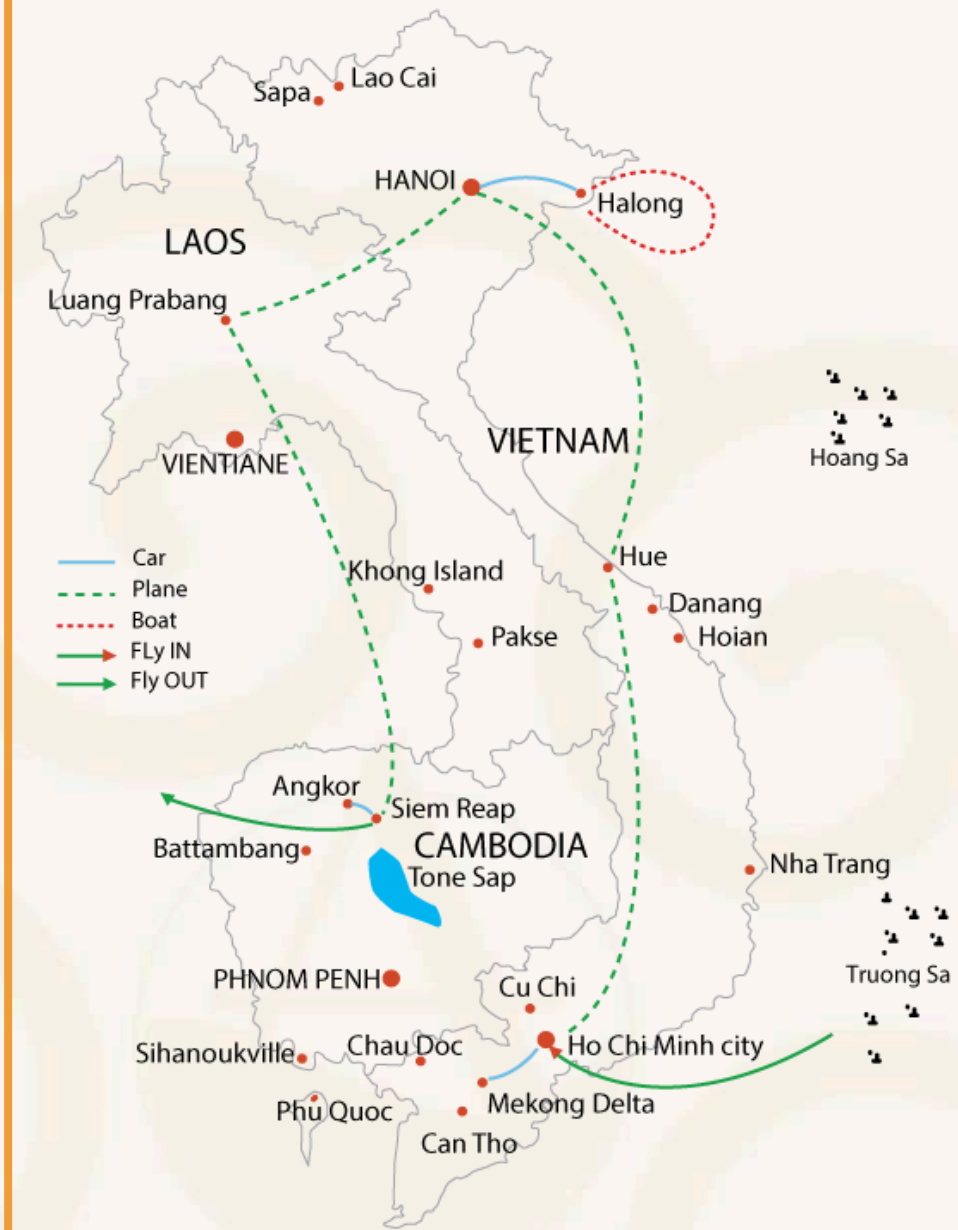 Lao Cai
Sapa
HANOI
Halong
LAOS
Luang Prabang
VIETNAM
VIENTIANE
Hoang Sa
Car
Plane
Boat
FLy IN
Fly OUT
Khong Island
Hue
Danang
Pakse
Hoian
Angkor
Siem Reap
Battambang
CAMBODIA
Tone Sap
Nha Trang
PHNOM PENH
Cu Chi
Truong Sa
Sihanoukville
Chau Doc
Ho Chi Minh city
Phu Quoc
Mekong Delta
Can Tho